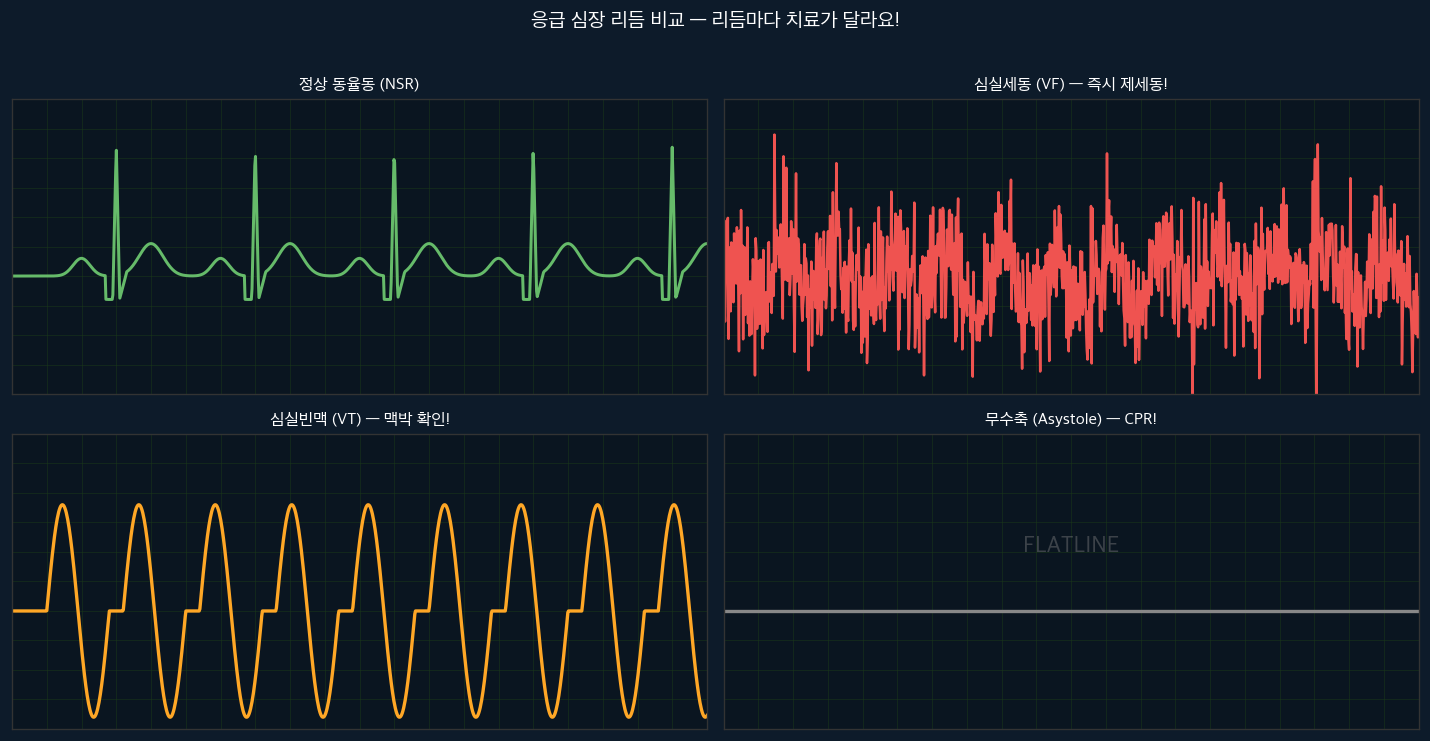 응급 심장 리듬 비교 — 리듬마다 치료가 달라요!
정상 동율동 (NSR)
심실세동 (VF) — 즉시 제세동!
심실빈맥 (VT) — 맥박 확인!
무수축 (Asystole) — CPR!
FLATLINE